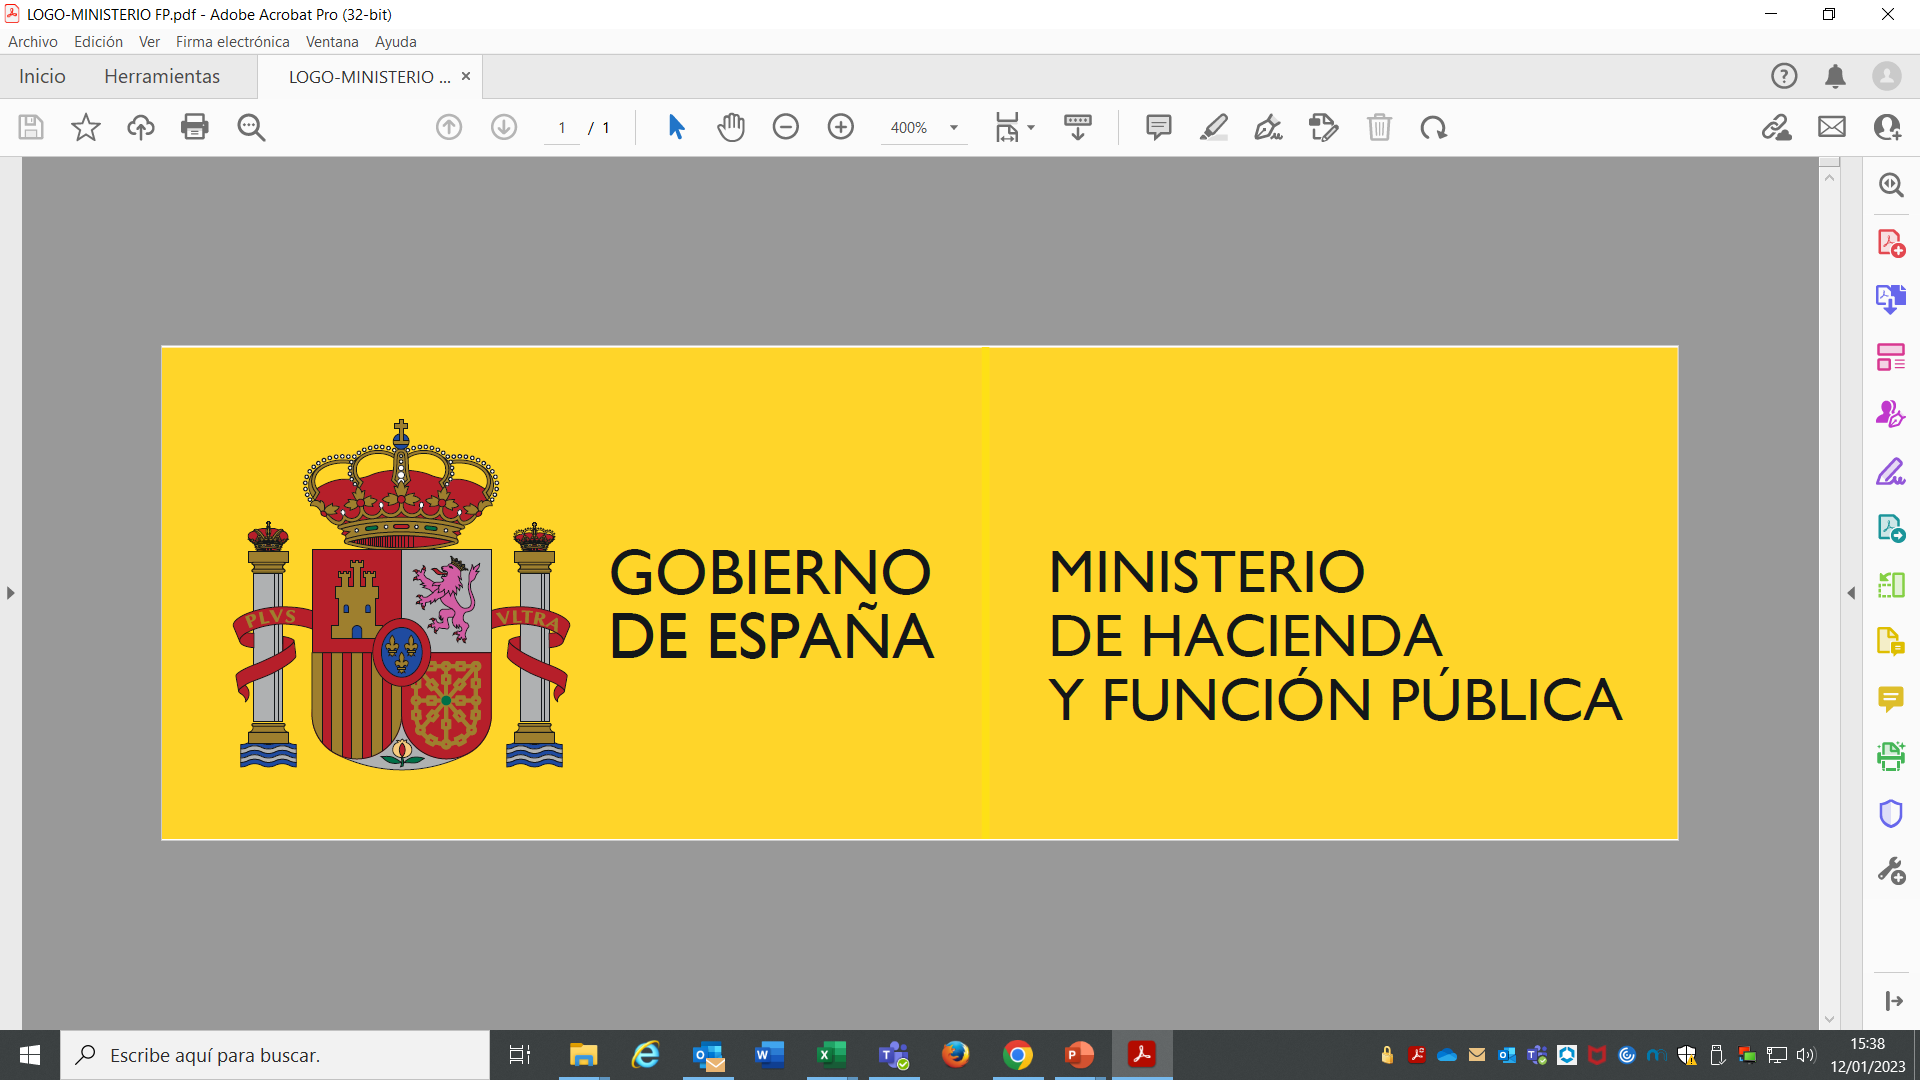 LOGO-MINISTERIO FP.pdf - Adobe Acrobat Pro (32-bit)
Archivo Edición Ver Firma electrónica Ventana Ayuda
Inicio Herramientas LOGO-MINISTERIO ... ×
1 / 1 400%
PLVS VLTRA
GOBIERNO
DE ESPAÑA
MINISTERIO
DE HACIENDA
Y FUNCIÓN PÚBLICA
Escribe aquí para buscar.
15:38
12/01/2023